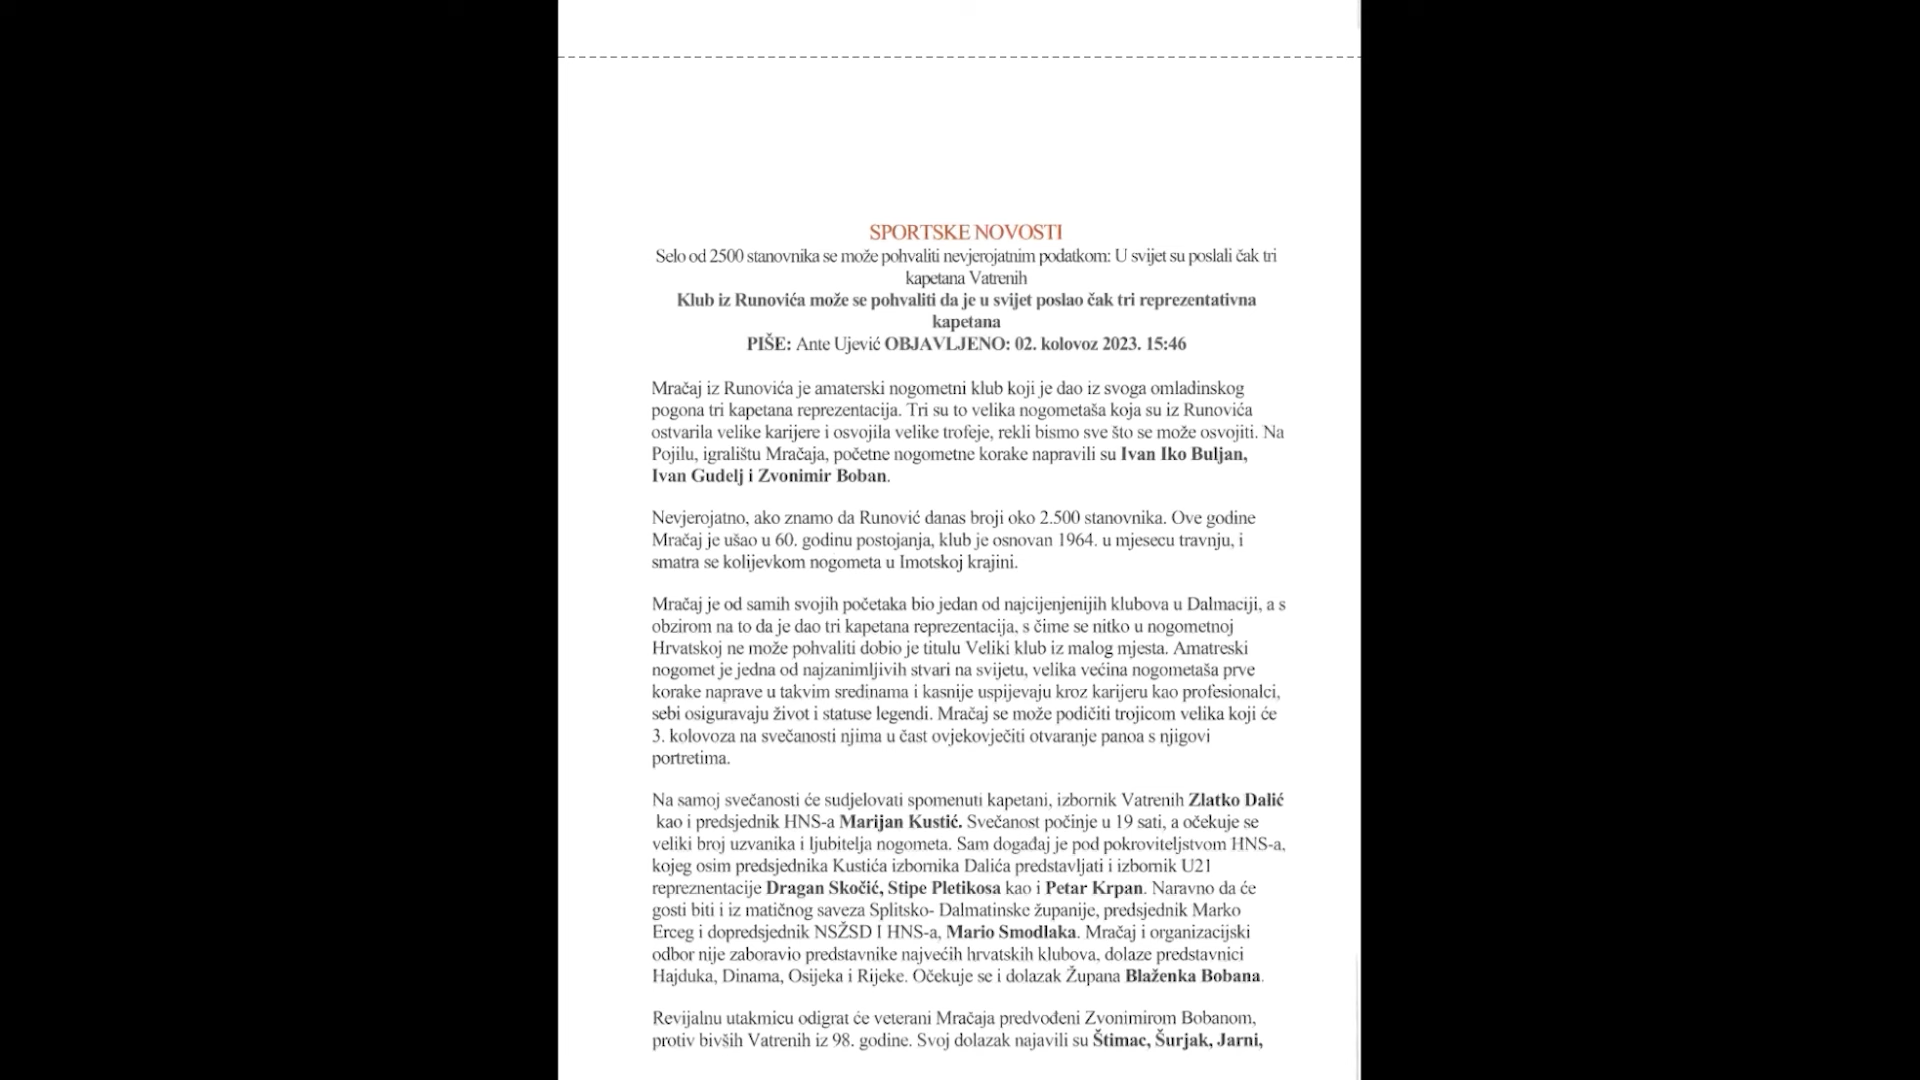 SPORTSKE NOVOSTI
Selo od 2500 stanovnika se može pohvaliti nevjerojatnim podatkom: U svijet su poslali čak tri
kapetana Vatrenih
Klub iz Runovića može se pohvaliti da je u svijet poslao čak tri reprezentativna
kapetana
PIŠE: Ante Ujević OBJAVLJENO: 02. kolovoz 2023. 15:46
Mračaj iz Runovića je amaterski nogometni klub koji je dao iz svoga omladinskog
pogona tri kapetana reprezentacija. Tri su to velika nogometaša koja su iz Runovića
ostvarila velike karijere i osvojila velike trofeje, rekli bismo sve što se može osvojiti. Na
Pojilu, igralištu Mračaja, početne nogometne korake napravili su Ivan Iko Buljan,
Ivan Gudelj i Zvonimir Boban.
Nevjerojatno, ako znamo da Runović danas broji oko 2.500 stanovnika. Ove godine
Mračaj je ušao u 60. godinu postojanja, klub je osnovan 1964. u mjesecu travnju, i
smatra se kolijevkom nogometa u Imotskoj krajini.
Mračaj je od samih svojih početaka bio jedan od najcijenjenijih klubova u Dalmaciji, a s
obzirom na to da je dao tri kapetana reprezentacija, s čime se nitko u nogometnoj
Hrvatskoj ne može pohvaliti dobio je titulu Veliki klub iz malog mjesta. Amatreski
nogomet je jedna od najzanimljivih stvari na svijetu, velika većina nogometaša prve
korake naprave u takvim sredinama i kasnije uspijevaju kroz karijeru kao profesionalci,
sebi osiguravaju život i statuse legendi. Mračaj se može podičiti trojicom velika koji će
3. kolovoza na svečanosti njima u čast ovjekovječiti otvaranje panoa s njigovi
portretima.
Na samoj svečanosti će sudjelovati spomenuti kapetani, izbornik Vatrenih Zlatko Dalić
kao i predsjednik HNS-a Marijan Kustić. Svečanost počinje u 19 sati, a očekuje se
veliki broj uzvanika i ljubitelja nogometa. Sam događaj je pod pokroviteljstvom HNS-a,
kojeg osim predsjednika Kustića izbornika Dalića predstavljati i izbornik U21
repreznentacije Dragan Skočić, Stipe Pletikosa kao i Petar Krpan. Naravno da će
gosti biti i iz matičnog saveza Splitsko- Dalmatinske županije, predsjednik Marko
Erceg i dopredsjednik NSŽSD I HNS-a, Mario Smodlaka. Mračaj i organizacijski
odbor nije zaboravio predstavnike najvećih hrvatskih klubova, dolaze predstavnici
Hajduka, Dinama, Osijeka i Rijeke. Očekuje se i dolazak Župana Blaženka Bobana.
Revijalnu utakmicu odigrat će veterani Mračaja predvođeni Zvonimirom Bobanom,
protiv bivših Vatrenih iz 98. godine. Svoj dolazak najavili su Štimac, Šurjak, Jarni,